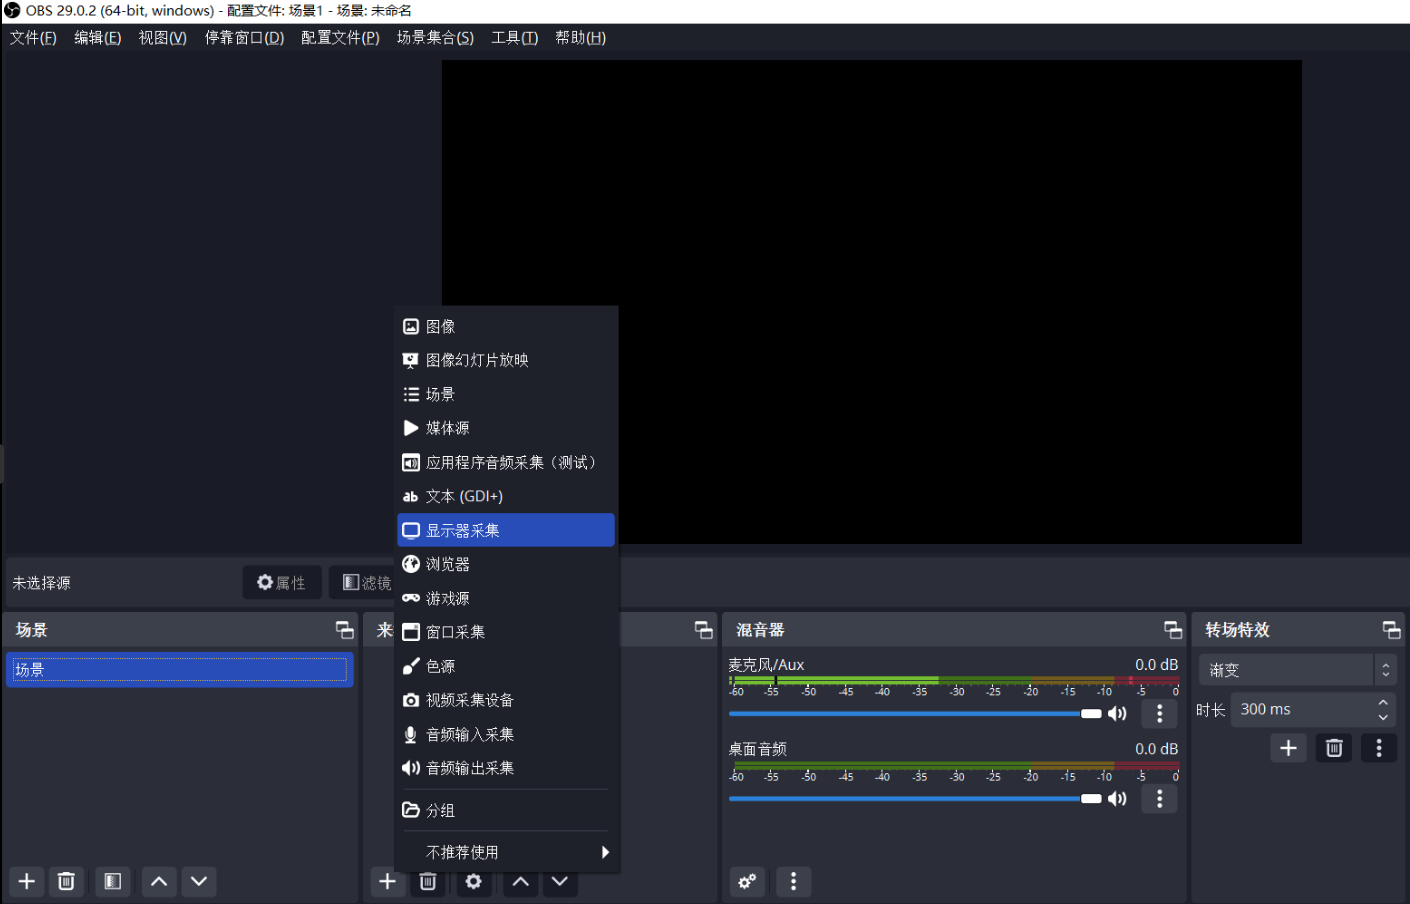 OBS 29.0.2 (64-bit, windows) - 配置文件: 场景1 - 场景: 未命名
文件(F) 编辑(E) 视图(V) 停靠窗口(D) 配置文件(P) 场景集合(S) 工具(T) 帮助(H)
图像
图像幻灯片放映
场景
媒体源
应用程序音频采集（测试）
ab 文本 (GDI+)
显示器采集
浏览器
游戏源
窗口采集
色源
视频采集设备
音频输入采集
音频输出采集
分组
不推荐使用
未选择源 属性 滤镜
场景
场景
来
混音器
麦克风/Aux 0.0 dB
-60 -55 -50 -45 -40 -35 -30 -25 -20 -15 -10 -5 0
桌面音频 0.0 dB
-60 -55 -50 -45 -40 -35 -30 -25 -20 -15 -10 -5 0
转场特效
渐变
时长 300 ms